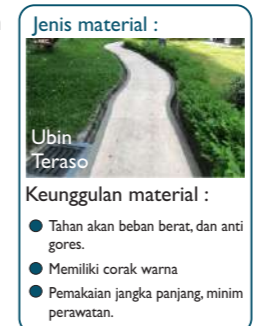 Jenis material :
Ubin
Teraso
Keunggulan material :
Tahan akan beban berat, dan anti
gores.
Memiliki corak warna
Pemakaian jangka panjang, minim
perawatan.